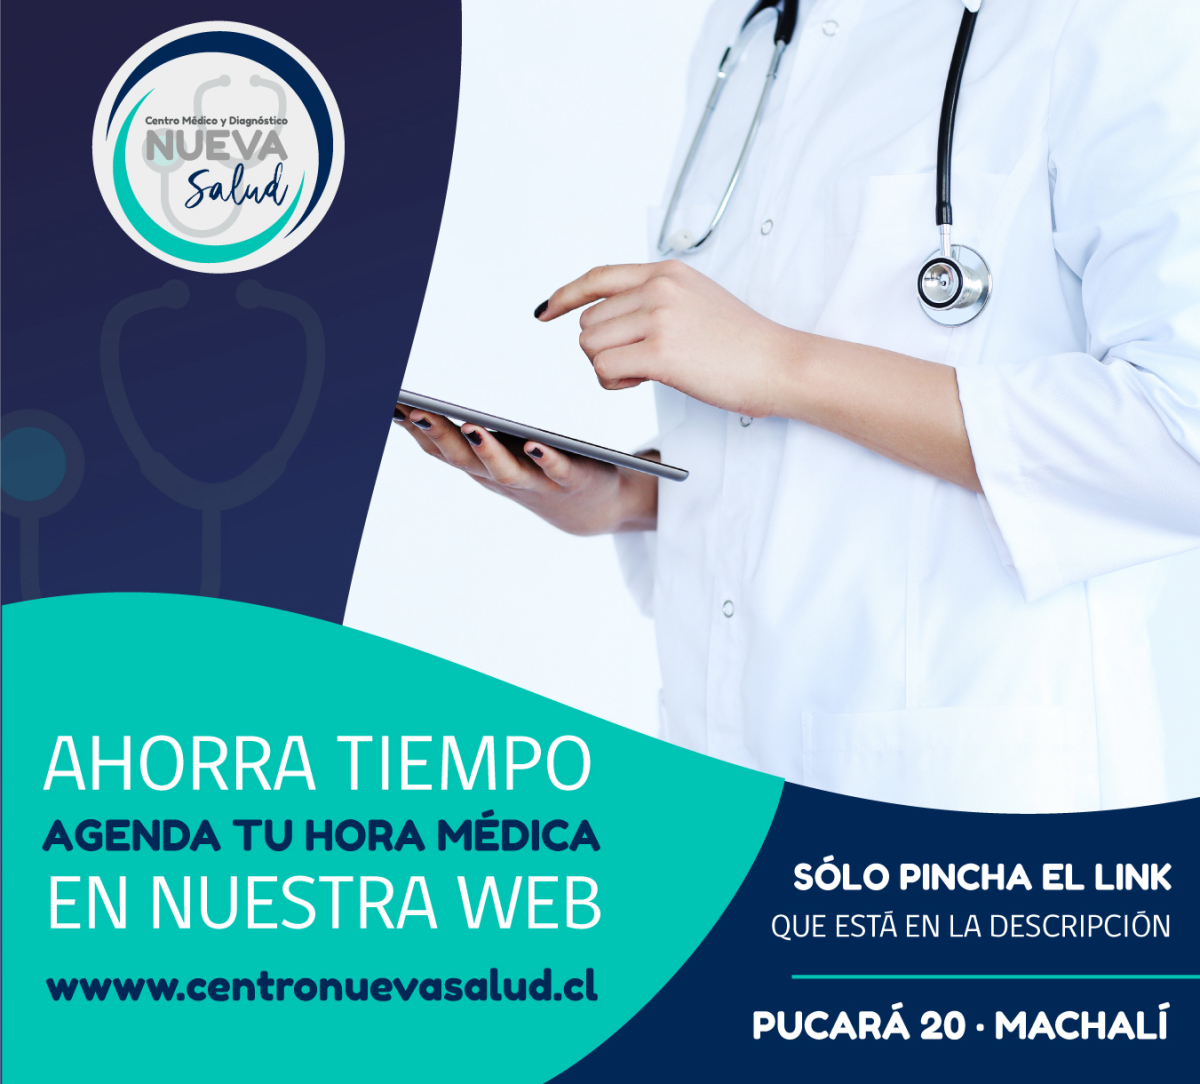 Centro Médico y Diagnóstico
NUEVA
Salud
AHORRA TIEMPO
AGENDA TU HORA MÉDICA
EN NUESTRA WEB
www.centronuevasalud.cl
SÓLO PINCHA EL LINK
QUE ESTÁ EN LA DESCRIPCIÓN
PUCARÁ 20 · MACHALÍ